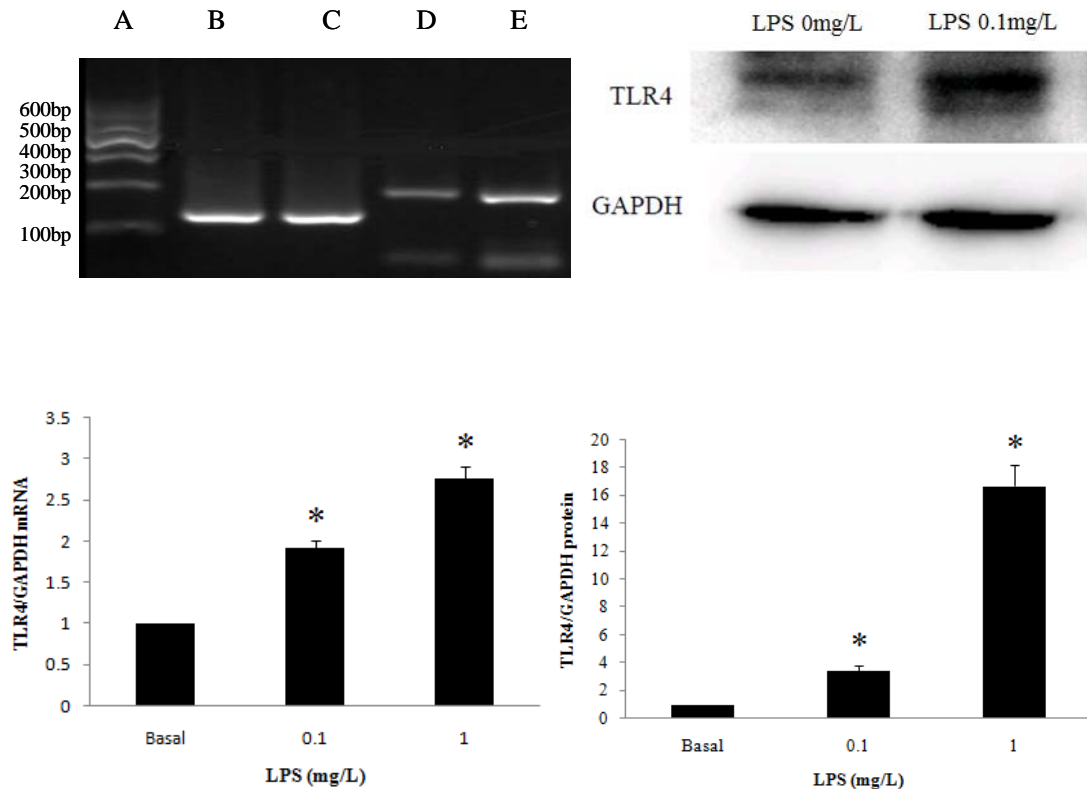 A B C D E
600bp
500bp
400bp
300bp
200bp
100bp
LPS 0mg/L LPS 0.1mg/L
TLR4
GAPDH
TLR4/GAPDH mRNA
3.5
3
2.5
2
1.5
1
0.5
0
*
*
Basal 0.1 1
LPS (mg/L)
TLR4/GAPDH protein
20
18
16
14
12
10
8
6
4
2
0
*
*
Basal 0.1 1
LPS (mg/L)